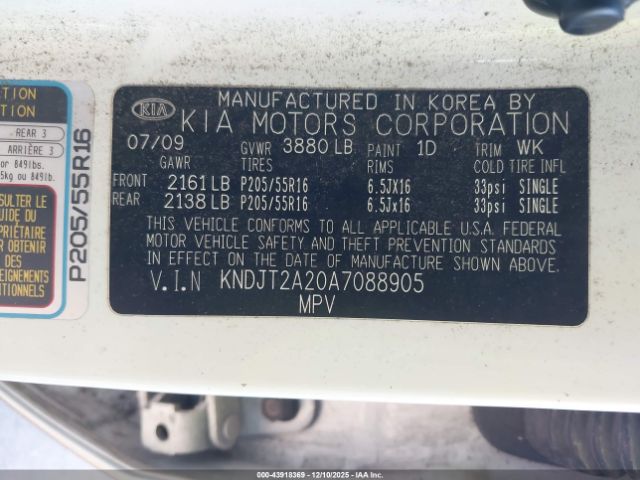 TION
TION
REAR 3
ARRIÈRE 3
or 849lbs.
5kg ou 849lb.
SULTER LE
UIDE DU
PRIÉTAIRE
R OBTENIR
DES
EIGNEMENTS
TIONNELS
P205/55R16
KIA
MANUFACTURED IN KOREA BY
KIA MOTORS CORPORATION
07/09 GVWR 3880 LB PAINT 1D TRIM WK
GAWR TIRES RIMS COLD TIRE INFL
FRONT 2161 LB P205/55R16 6.5Jx16 33psi SINGLE
REAR 2138 LB P205/55R16 6.5Jx16 33psi SINGLE
THIS VEHICLE CONFORMS TO ALL APPLICABLE U.S.A. FEDERAL
MOTOR VEHICLE SAFETY AND THEFT PREVENTION STANDARDS
IN EFFECT ON THE DATE OF MANUFACTURE SHOWN ABOVE.
V.I.N KNDJT2A20A7088905
MPV
000-43918369 - 12/10/2025 - IAA, Inc.